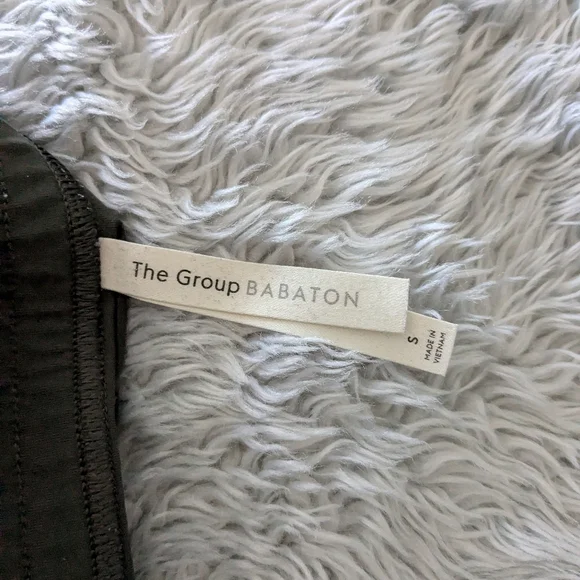 The Group BABATON
S
MADE IN
VIETNAM